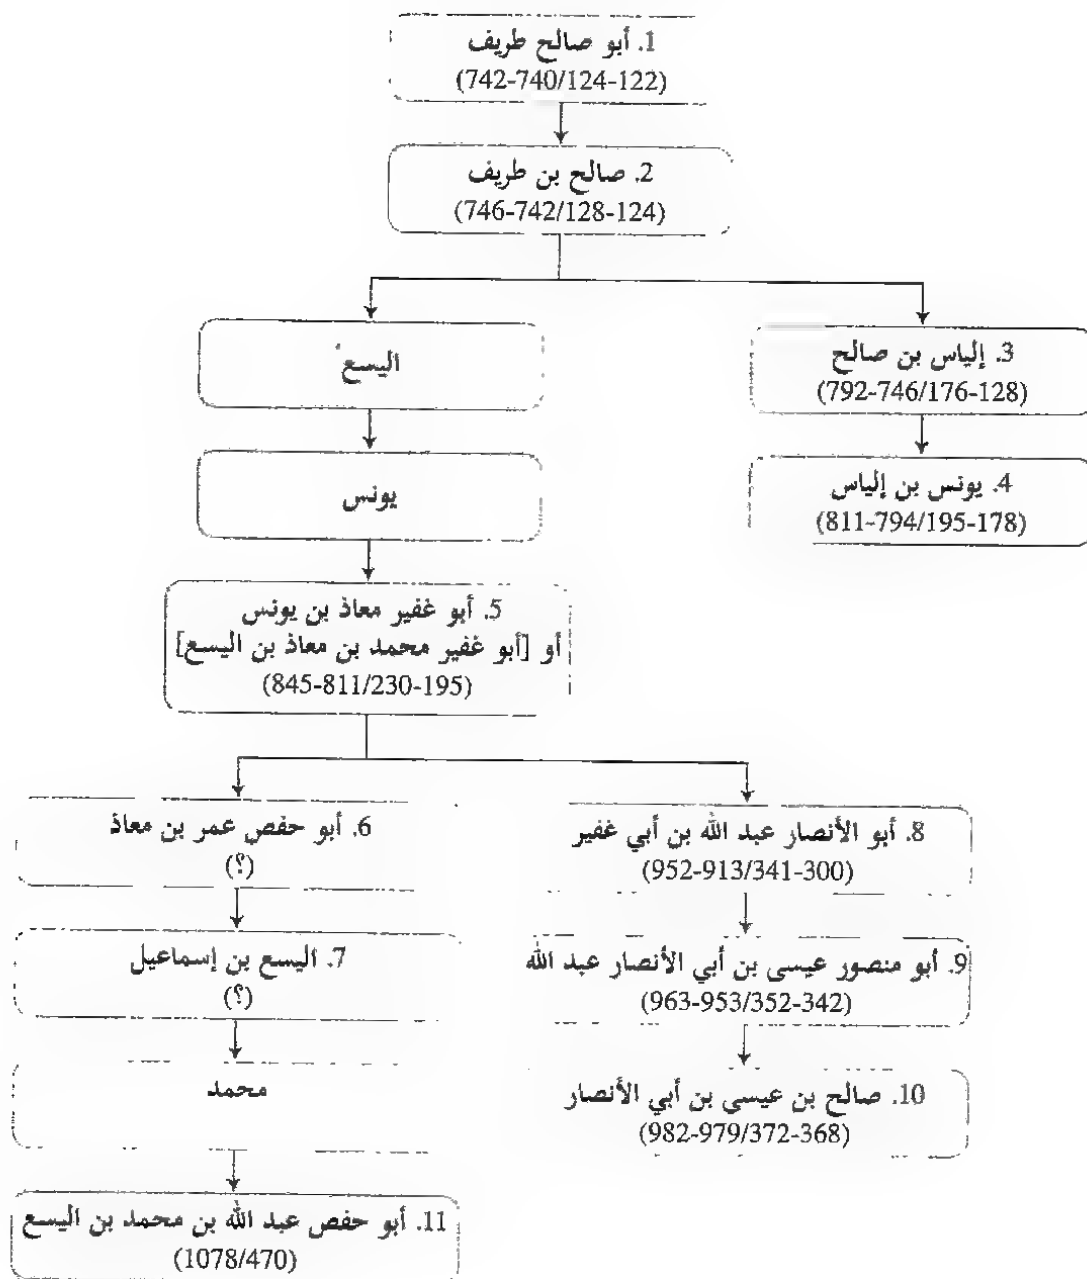 1. أبو صالح طريف
(742-740/124-122)
2. صالح بن طريف
(746-742/128-124)
3. إلياس بن صالح
(792-746/176-128)
4. يونس بن إلياس
(811-794/195-178)
اليسع
يونس
5. أبو غفير معاذ بن يونس
أو [أبو غفير محمد بن معاذ بن اليسع]
(845-811/230-195)
8. أبو الأنصار عبد الله بن أبي غفير
(952-913/341-300)
9. أبو منصور عيسى بن أبي الأنصار عبد الله
(963-953/352-342)
10. صالح بن عيسى بن أبي الأنصار
(982-979/372-368)
6. أبو حفص عمر بن معاذ
(؟)
7. اليسع بن إسماعيل
(؟)
محمد
11. أبو حفص عبد الله بن محمد بن اليسع
(1078/470)